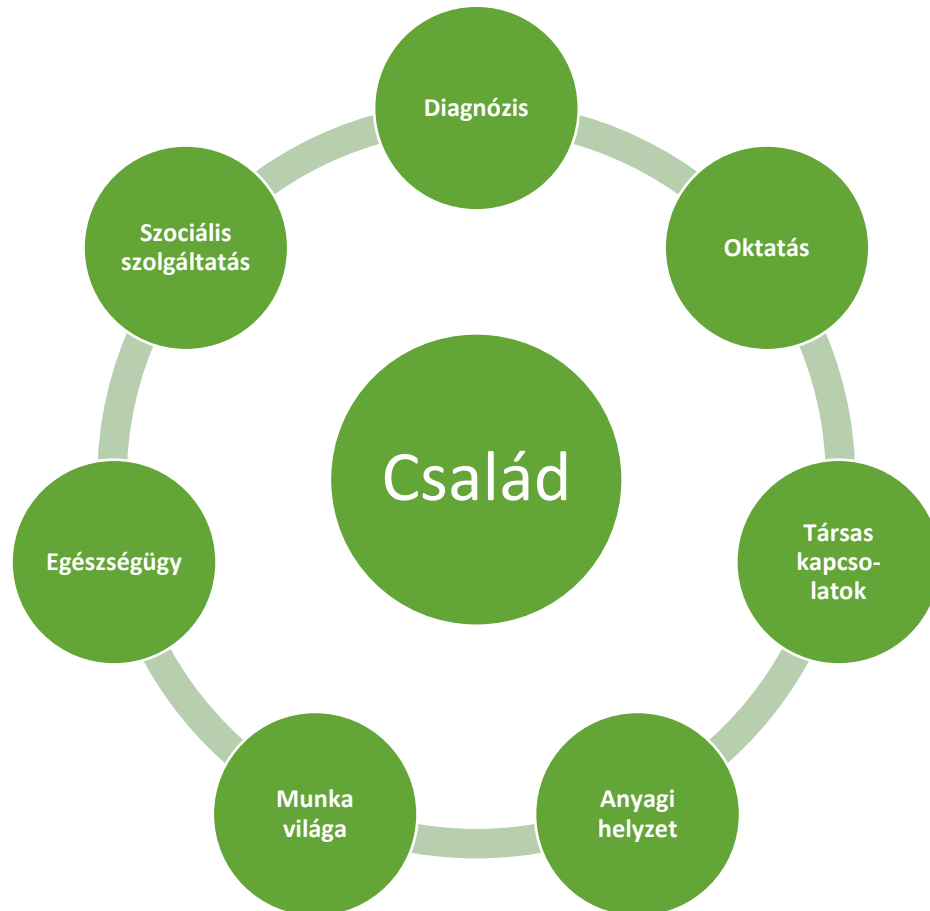 Diagnózis
Oktatás
Társas
kapcso-
latok
Anyagi
helyzet
Munka
világa
Egészségügy
Szociális
szolgáltatás
Család